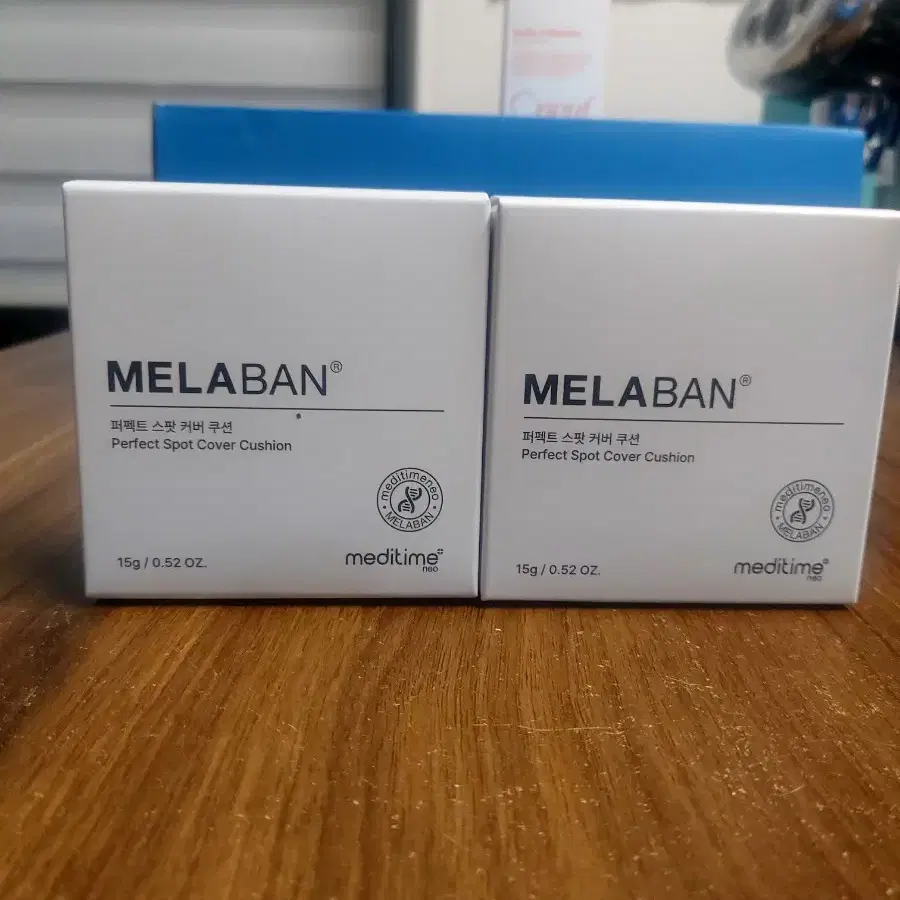 MELABAN®
퍼펙트 스팟 커버 쿠션
Perfect Spot Cover Cushion
meditimeneo
MELABAN
15g / 0.52 OZ.
meditime
neo
MELABAN®
퍼펙트 스팟 커버 쿠션
Perfect Spot Cover Cushion
meditimeneo
MELABAN
15g / 0.52 OZ.
meditime
neo